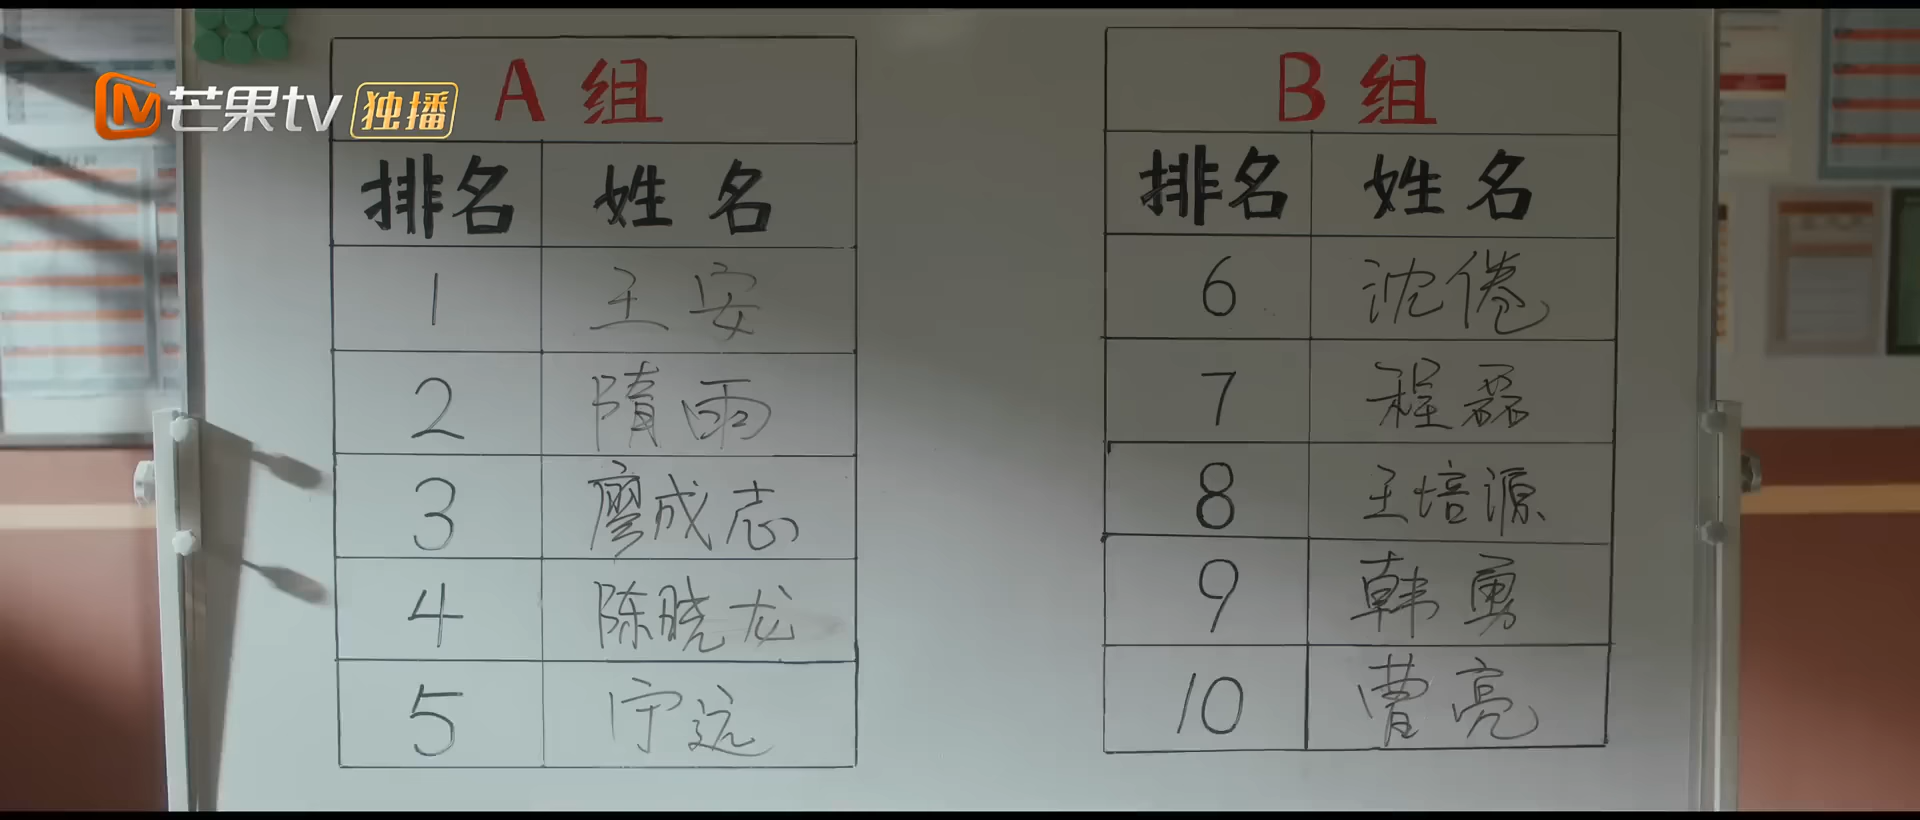 芒果tv 独播
A 组
排名 姓名
1 王安
2 隋雨
3 廖成志
4 陈晓龙
5 宁远
B 组
排名 姓名
6 沈倦
7 程磊
8 王培源
9 韩勇
10 曹亮